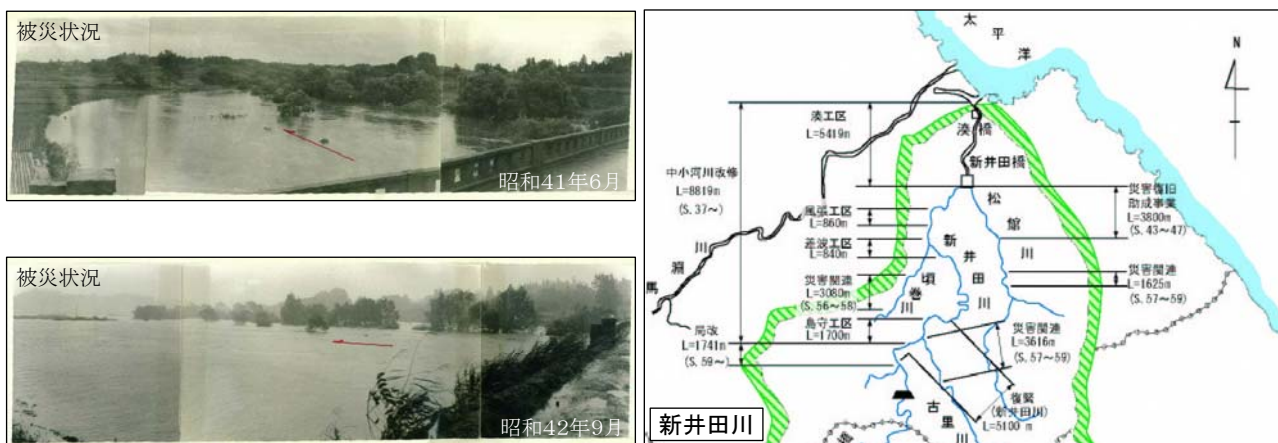 被災状況
昭和41年6月
被災状況
昭和42年9月
太平洋
N
湊工区
L=5419m
湊橋
新井田橋
中小河川改修
L=8819m
(S.37～)
災害復旧
助成事業
L=3800m
(S.43～47)
風張工区
L=860m
松館川
差波工区
L=840m
新井田川
馬淵川
頃巻川
災害関連
L=3080m
(S.56～58)
災害関連
L=1625m
(S.57～59)
島守工区
L=1700m
局改
L=1741m
(S.59～)
災害関連
L=3616m
(S.57～59)
復緊
(新井田川)
L=5100 m
古里川
新井田川